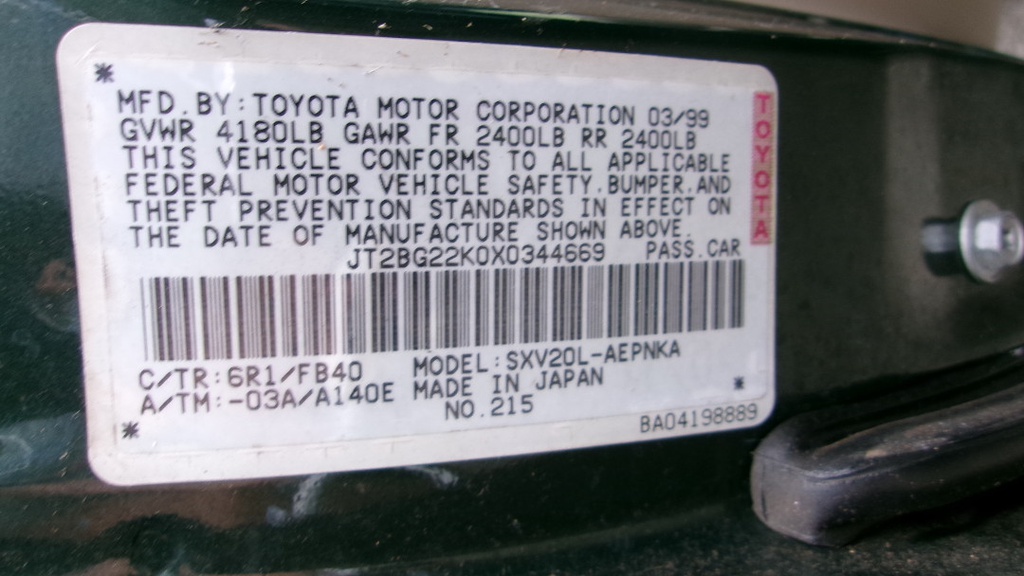 MFD. BY: TOYOTA MOTOR CORPORATION 03/99
GVWR 4180LB GAWR FR 2400LB RR 2400LB
THIS VEHICLE CONFORMS TO ALL APPLICABLE
FEDERAL MOTOR VEHICLE SAFETY. BUMPER. AND
THEFT PREVENTION STANDARDS IN EFFECT ON
THE DATE OF MANUFACTURE SHOWN ABOVE.
JT2BG22K0X0344669 PASS. CAR
TOYOTA
C/TR: 6R1/FB40 MODEL: SXV20L-AEPNKA
A/TM: -03A/A140E MADE IN JAPAN
NO. 215
BA04198889